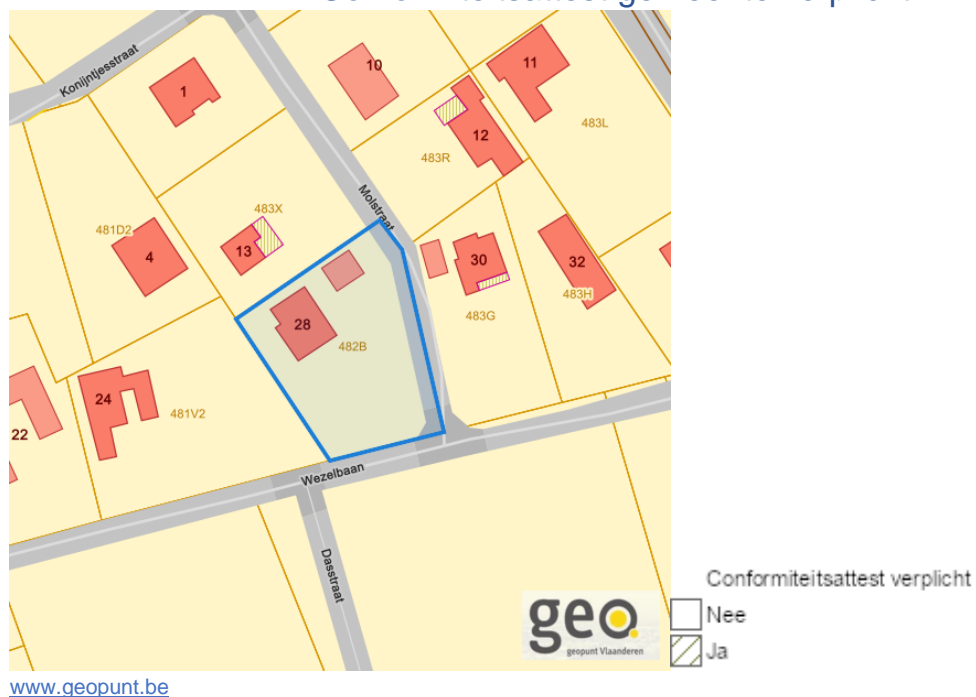 Konijntjesstraat
1
10
11
12
483L
483R
Molstraat
483X
481D2
4
13
30
32
483H
483G
28
482B
24
481V2
22
Wezelbaan
Dasstraat
geo.
geopunt Vlaanderen
Conformiteitsattest verplicht
Nee
Ja
www.geopunt.be